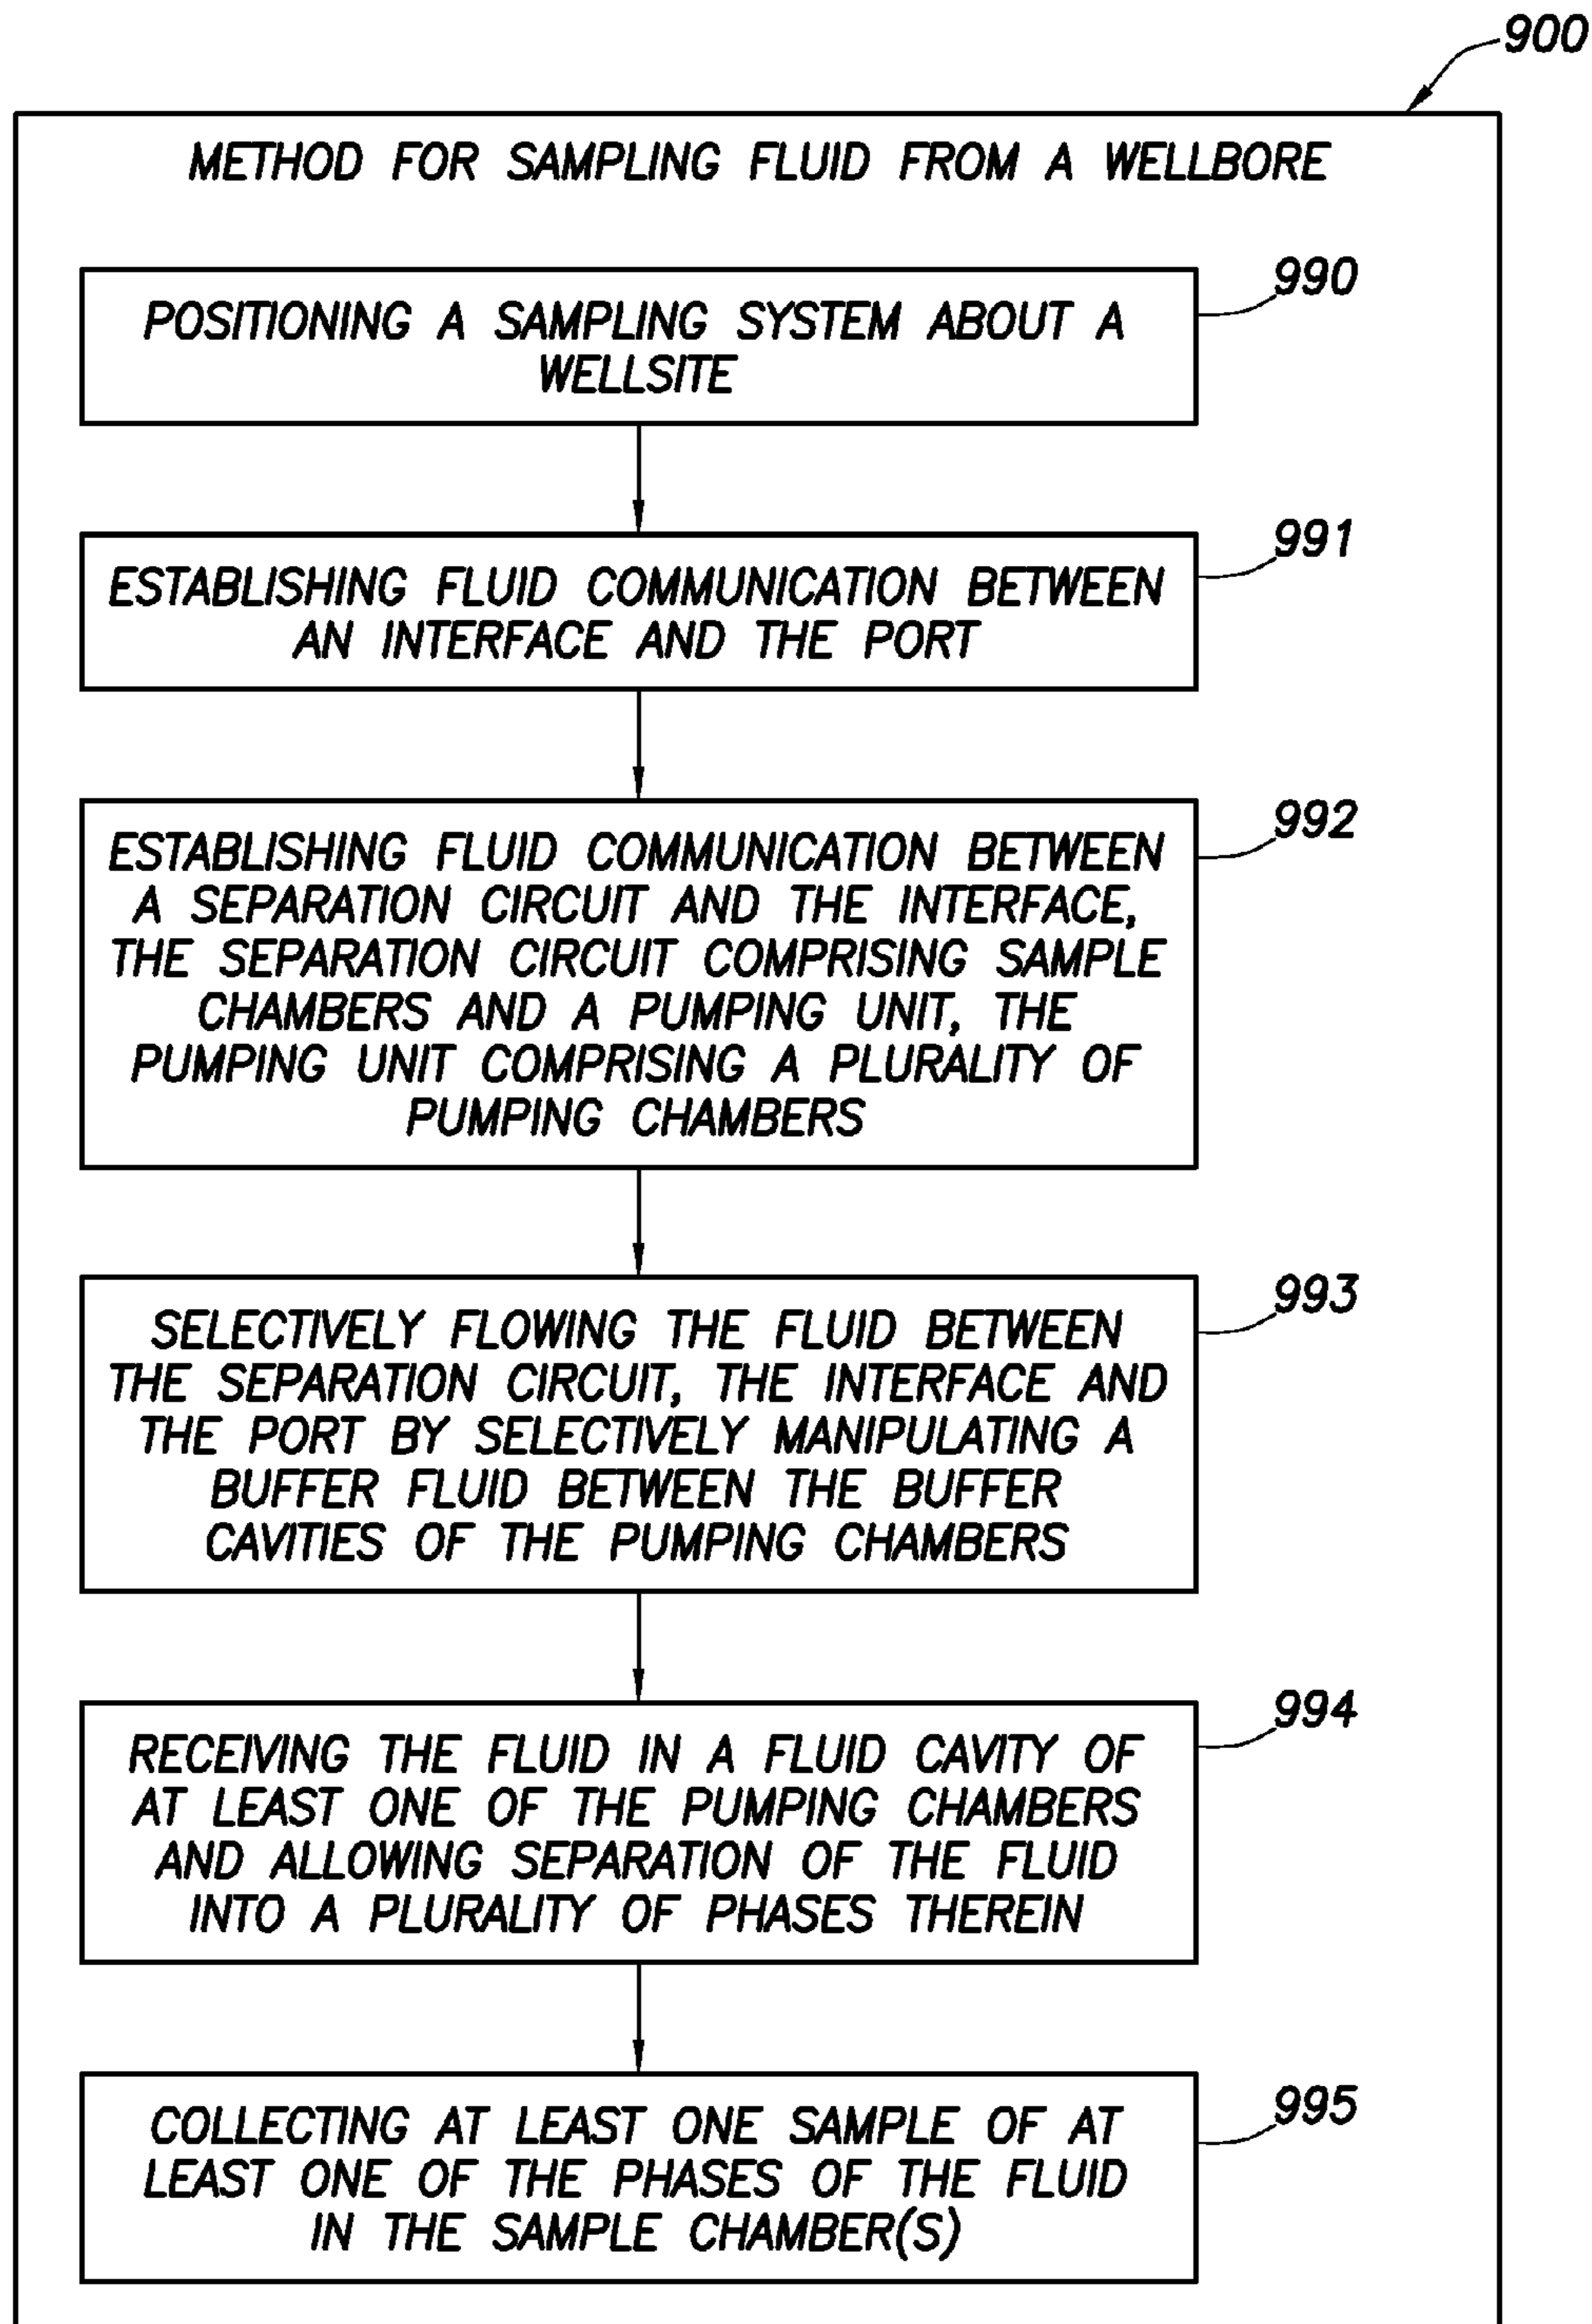 900
METHOD FOR SAMPLING FLUID FROM A WELLBORE
990
POSITIONING A SAMPLING SYSTEM ABOUT A
WELLSITE
991
ESTABLISHING FLUID COMMUNICATION BETWEEN
AN INTERFACE AND THE PORT
992
ESTABLISHING FLUID COMMUNICATION BETWEEN
A SEPARATION CIRCUIT AND THE INTERFACE,
THE SEPARATION CIRCUIT COMPRISING SAMPLE
CHAMBERS AND A PUMPING UNIT, THE
PUMPING UNIT COMPRISING A PLURALITY OF
PUMPING CHAMBERS
993
SELECTIVELY FLOWING THE FLUID BETWEEN
THE SEPARATION CIRCUIT, THE INTERFACE AND
THE PORT BY SELECTIVELY MANIPULATING A
BUFFER FLUID BETWEEN THE BUFFER
CAVITIES OF THE PUMPING CHAMBERS
994
RECEIVING THE FLUID IN A FLUID CAVITY OF
AT LEAST ONE OF THE PUMPING CHAMBERS
AND ALLOWING SEPARATION OF THE FLUID
INTO A PLURALITY OF PHASES THEREIN
995
COLLECTING AT LEAST ONE SAMPLE OF AT
LEAST ONE OF THE PHASES OF THE FLUID
IN THE SAMPLE CHAMBER(S)